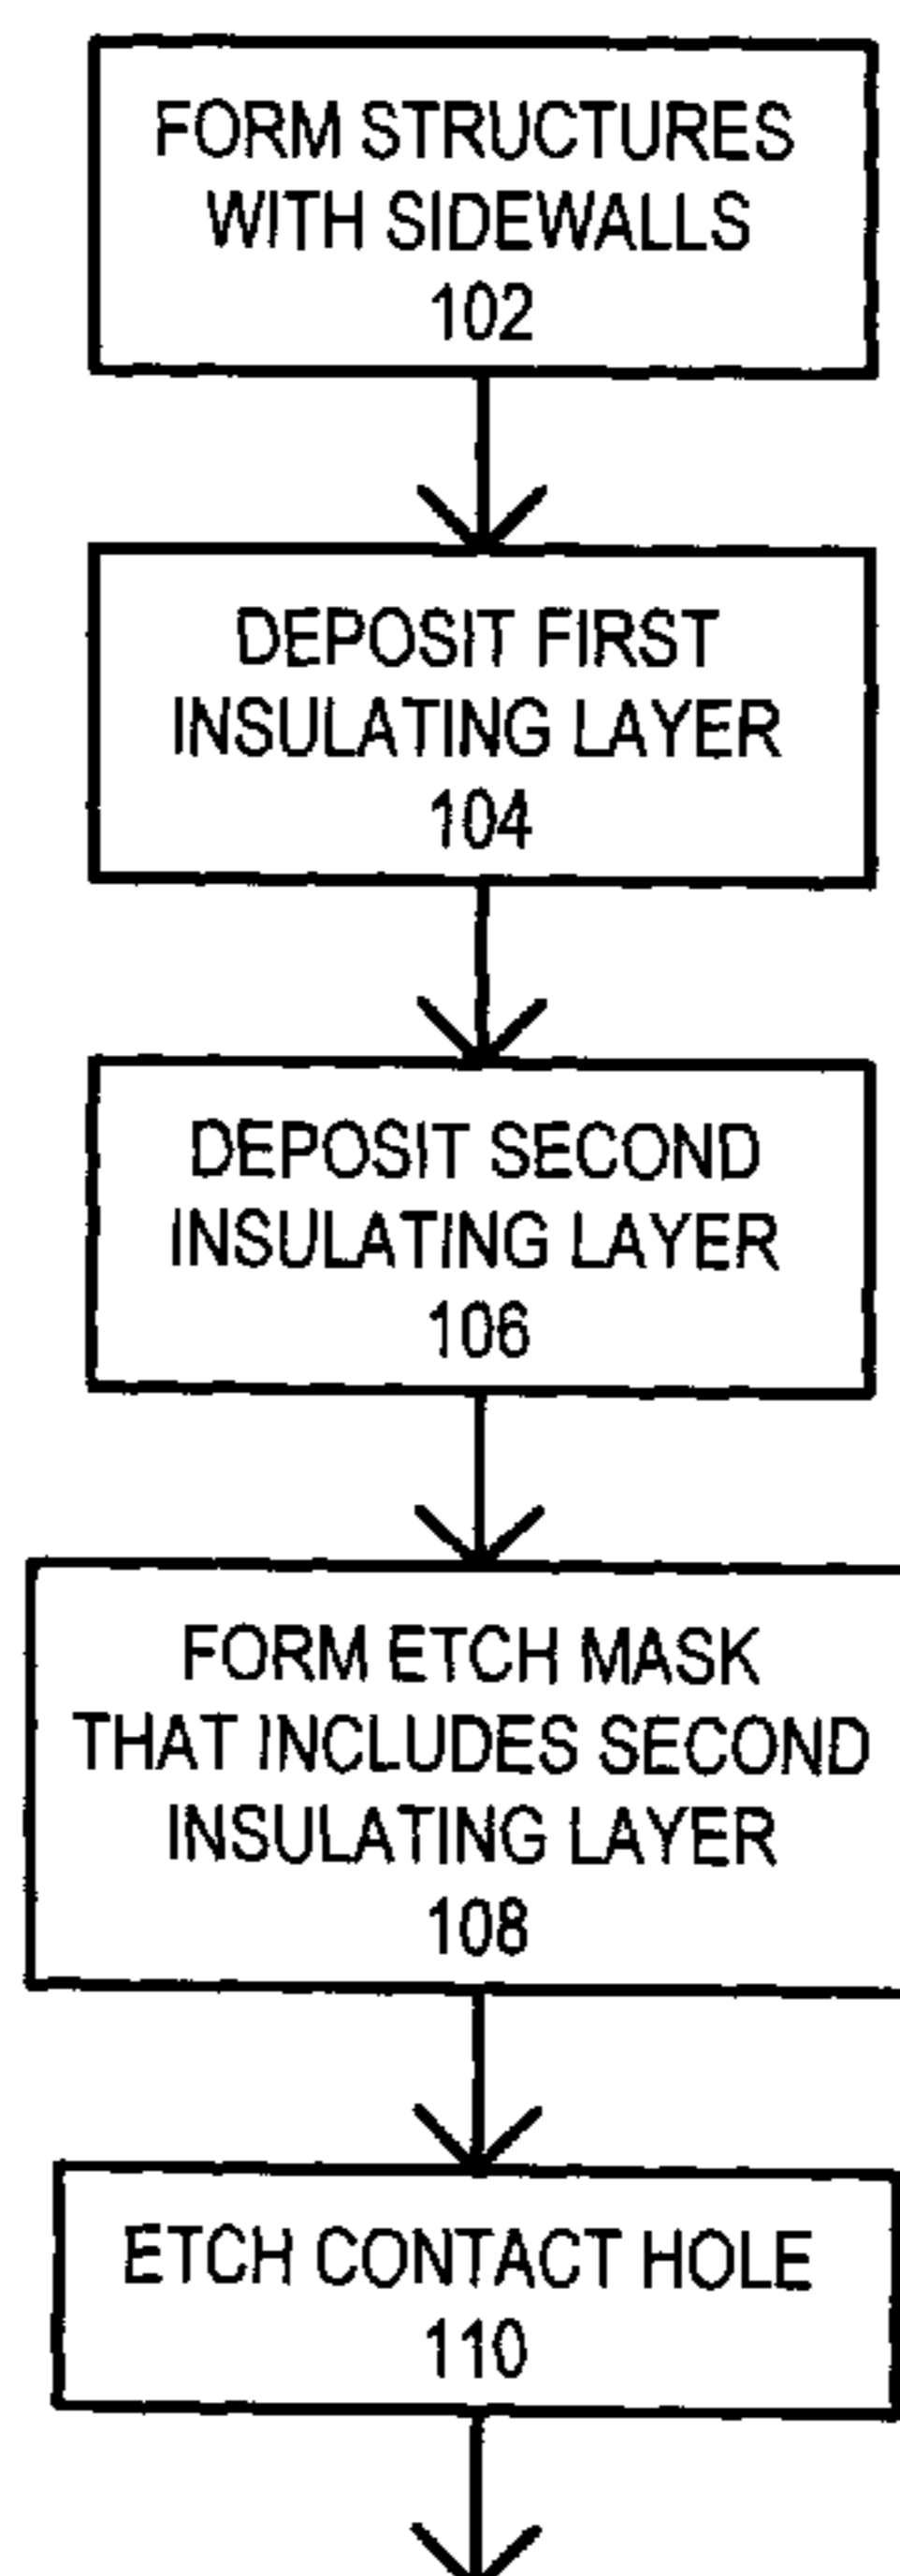 FORM STRUCTURES
WITH SIDEWALLS
102
DEPOSIT FIRST
INSULATING LAYER
104
DEPOSIT SECOND
INSULATING LAYER
106
FORM ETCH MASK
THAT INCLUDES SECOND
INSULATING LAYER
108
ETCH CONTACT HOLE
110